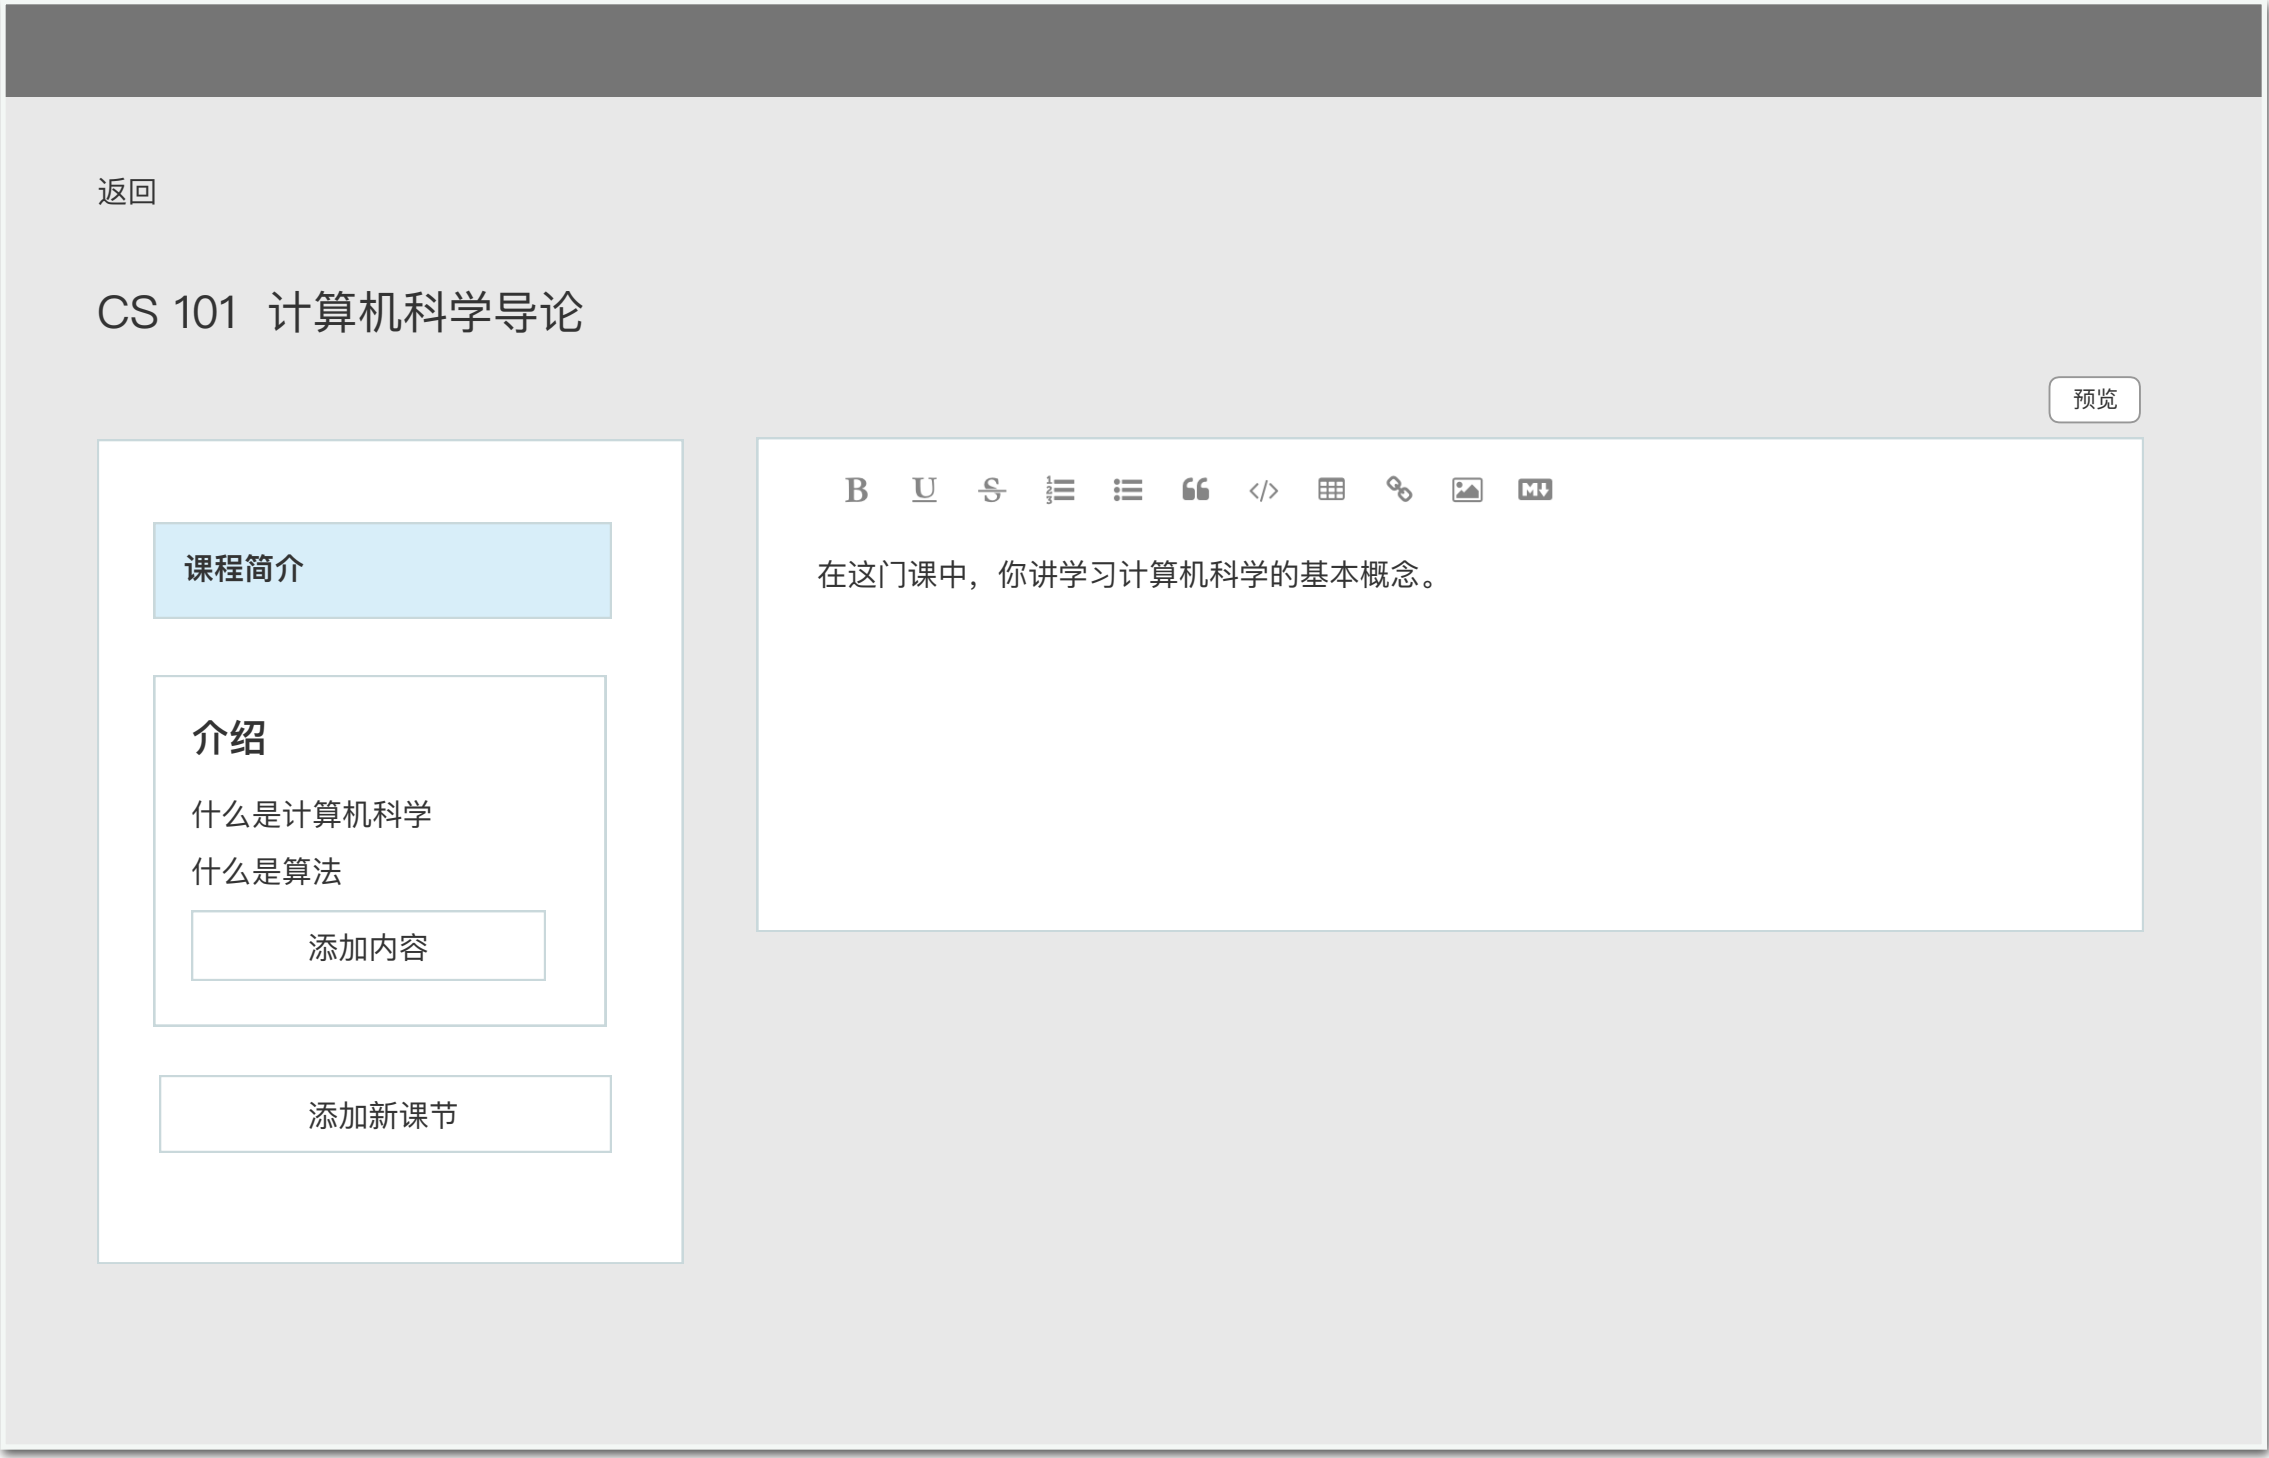 返回
CS 101 计算机科学导论
预览
课程简介
介绍
什么是计算机科学
什么是算法
添加内容
添加新课节
B U S </> M
在这门课中，你讲学习计算机科学的基本概念。